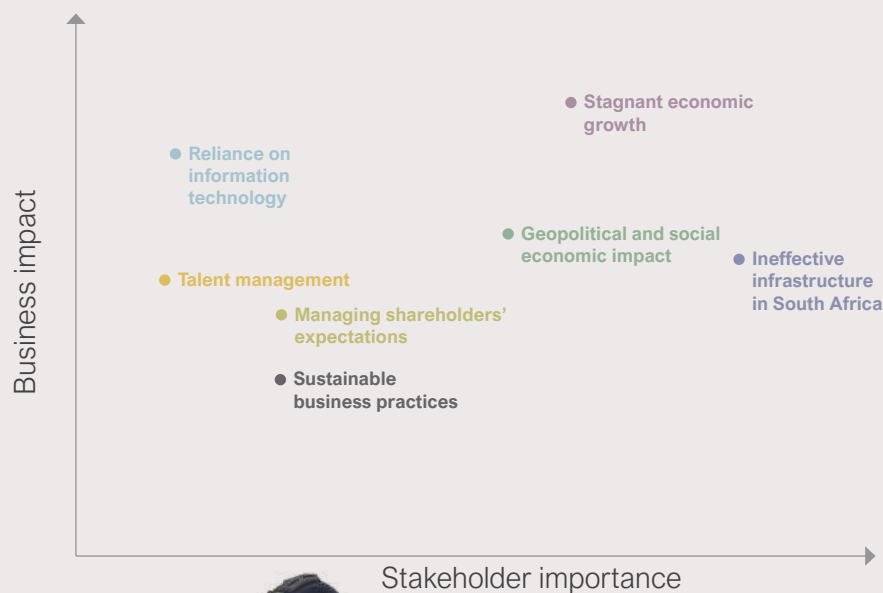 Stagnant economic
growth
Reliance on
information
technology
Geopolitical and social
economic impact
Ineffective
infrastructure
in South Africa
Talent management
Managing shareholders’
expectations
Sustainable
business practices
Business impact
Stakeholder importance